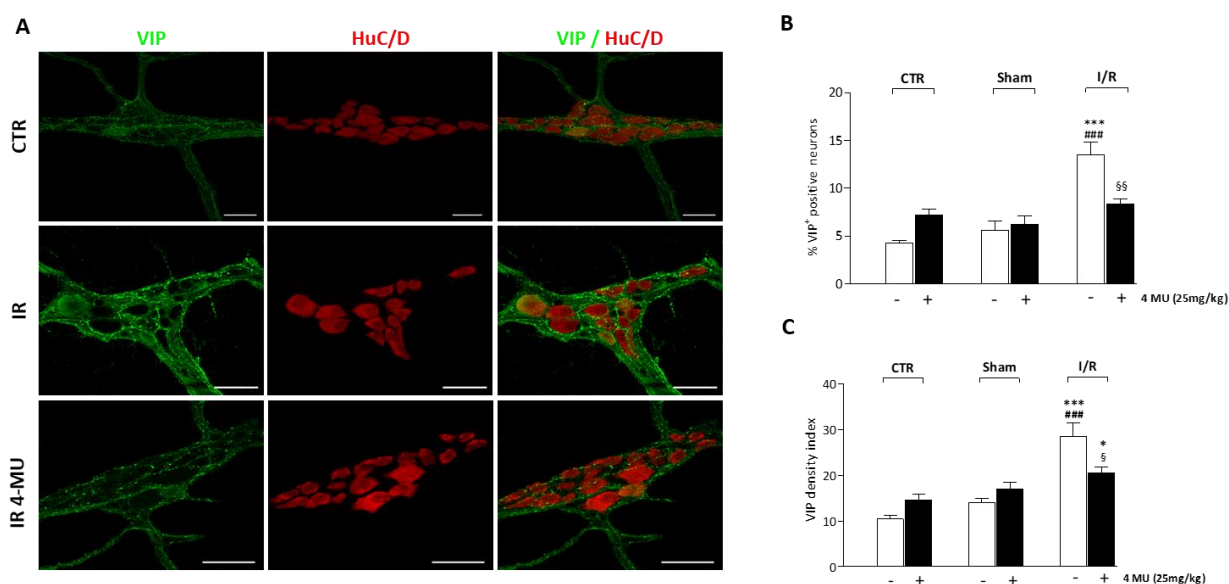 A
VIP
HuC/D
VIP / HuC/D
CTR
IR
IR 4-MU
B
CTR
Sham
I/R
% VIP+ positive neurons
20
15
10
5
0
***
###
§§
- + - + - + 4 MU (25mg/kg)
C
CTR
Sham
I/R
VIP density index
40
30
20
10
0
***
###
*
§
- + - + - + 4 MU (25mg/kg)